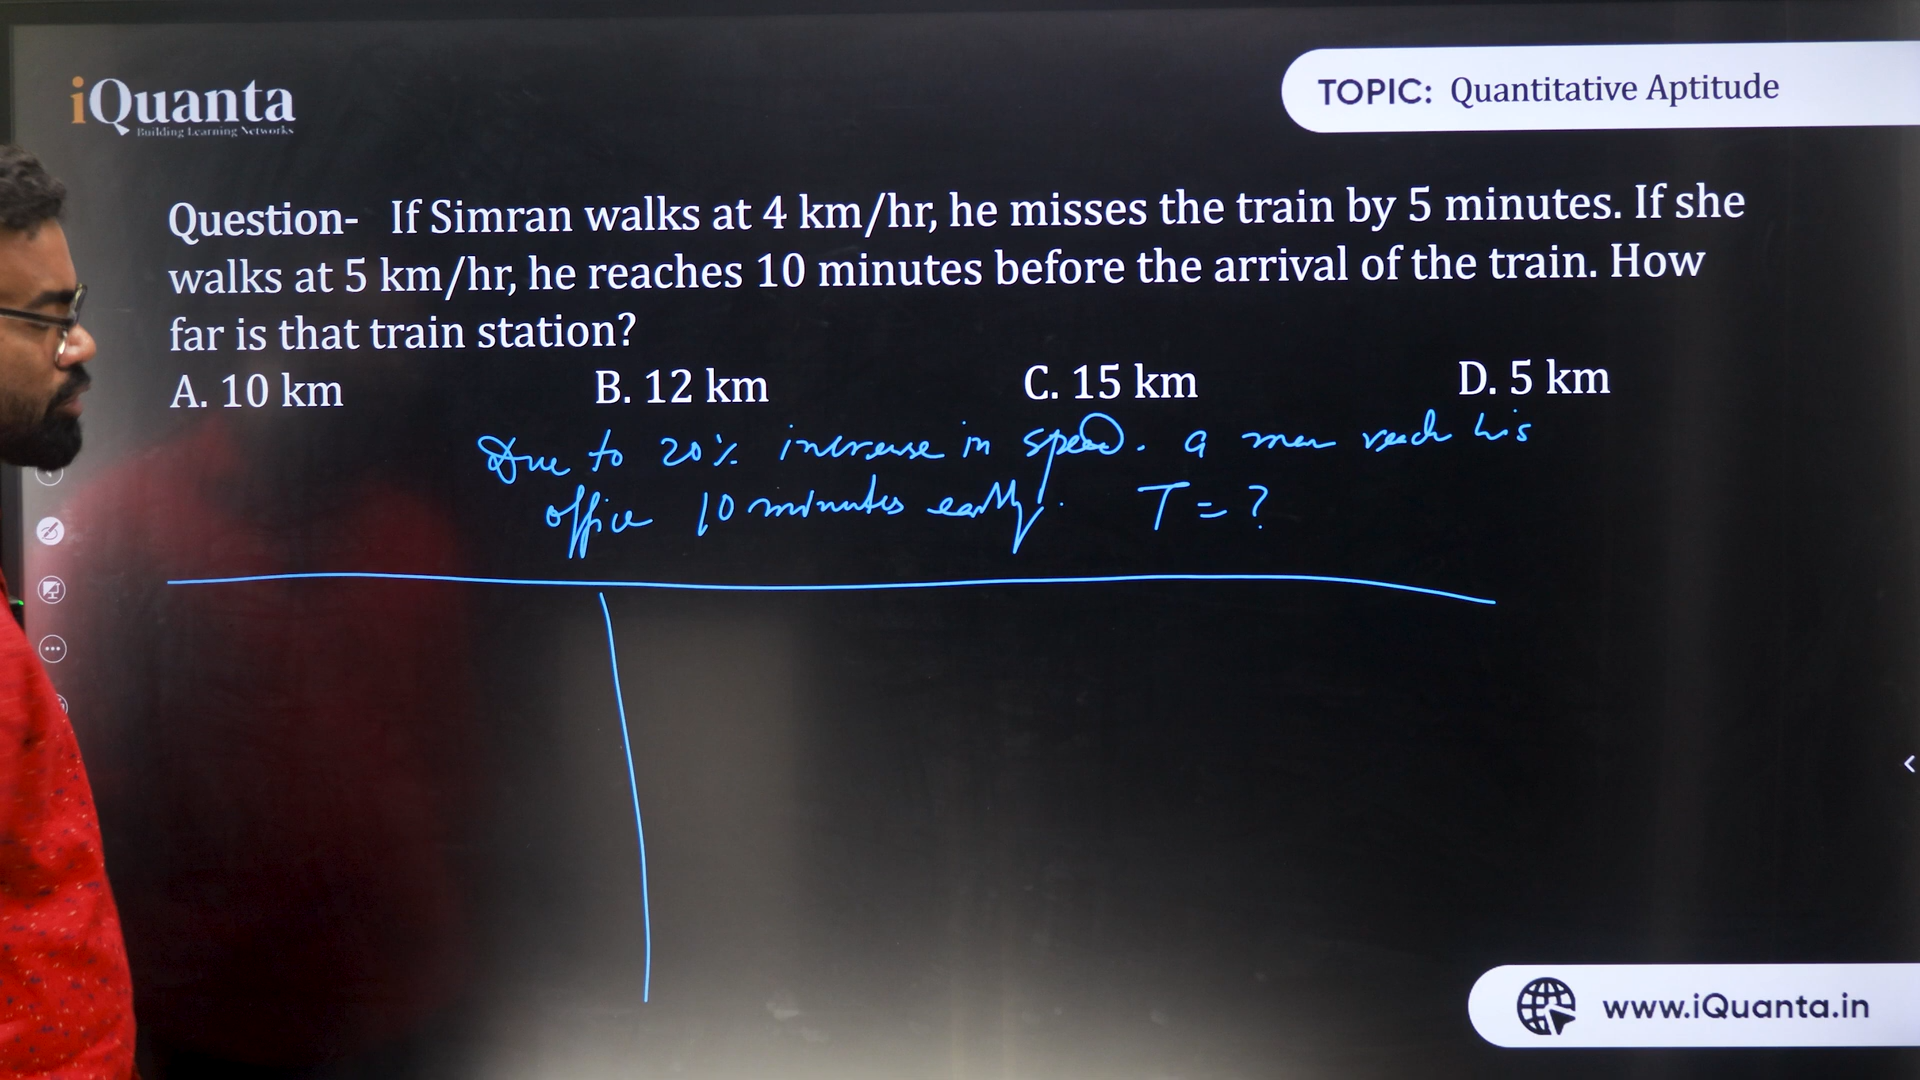 iQuanta
Building Learning Networks
TOPIC: Quantitative Aptitude
Question- If Simran walks at 4 km/hr, he misses the train by 5 minutes. If she
walks at 5 km/hr, he reaches 10 minutes before the arrival of the train. How
far is that train station?
A. 10 km B. 12 km C. 15 km D. 5 km
Due to 20% increase in speed. a man reach his
office 10 minutes early. T = ?
www.iQuanta.in